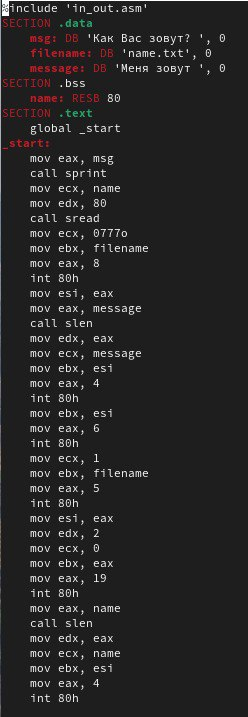 %include 'in_out.asm'
SECTION .data
msg: DB 'Как Вас зовут? ', 0
filename: DB 'name.txt', 0
message: DB 'Меня зовут ', 0
SECTION .bss
name: RESB 80
SECTION .text
global _start
_start:
mov eax, msg
call sprint
mov ecx, name
mov edx, 80
call sread
mov ecx, 0777o
mov ebx, filename
mov eax, 8
int 80h
mov esi, eax
mov eax, message
call slen
mov edx, eax
mov ecx, message
mov ebx, esi
mov eax, 4
int 80h
mov ebx, esi
mov eax, 6
int 80h
mov ecx, 1
mov ebx, filename
mov eax, 5
int 80h
mov esi, eax
mov edx, 2
mov ecx, 0
mov ebx, eax
mov eax, 19
int 80h
mov eax, name
call slen
mov edx, eax
mov ecx, name
mov ebx, esi
mov eax, 4
int 80h